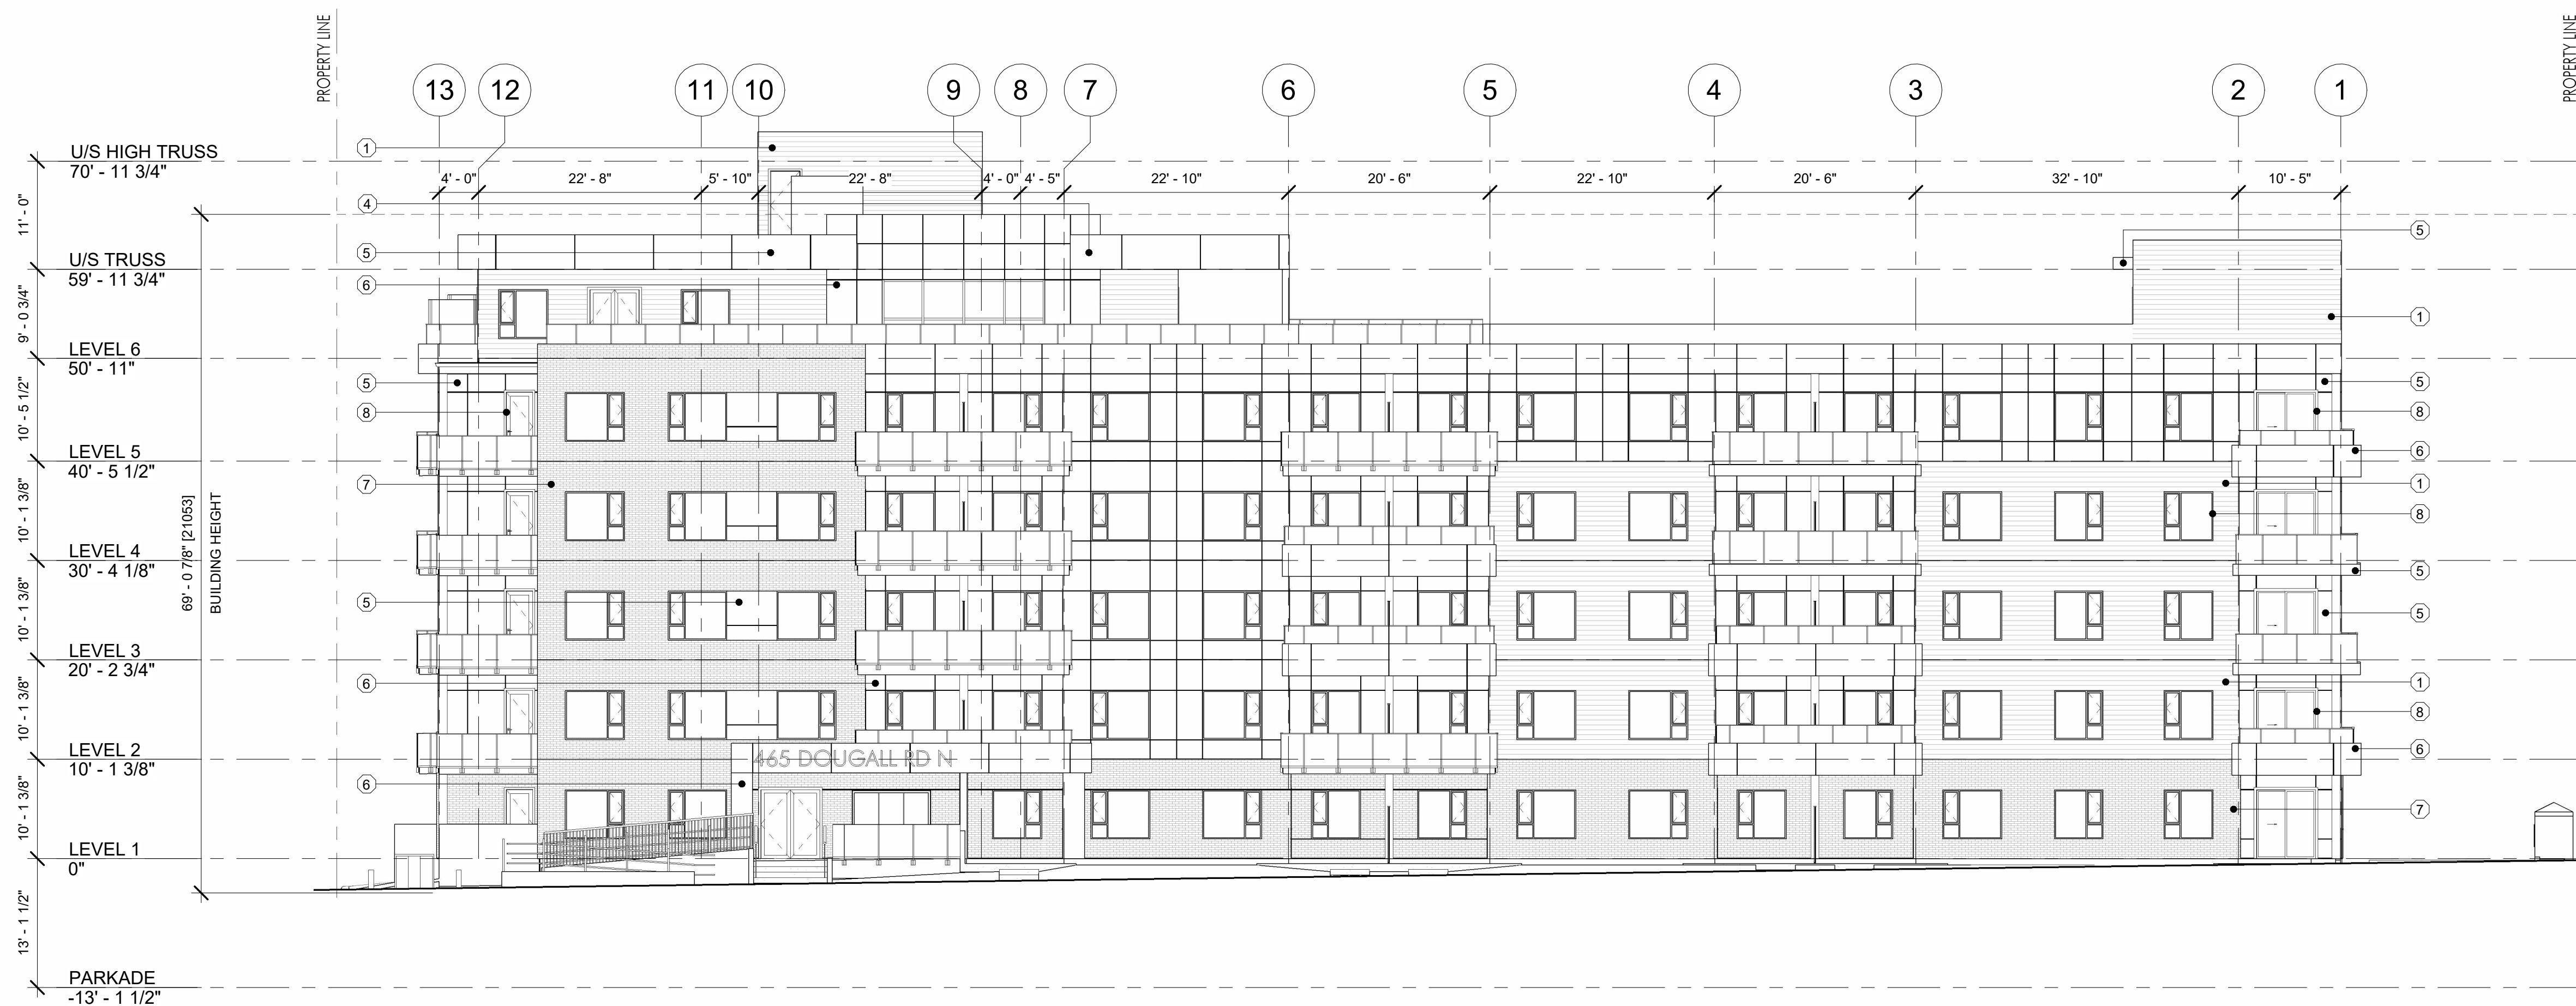 PROPERTY LINE
PROPERTY LINE
13 12 11 10 9 8 7 6 5 4 3 2 1
U/S HIGH TRUSS
70' - 11 3/4"
4' - 0" 22' - 8" 5' - 10" 22' - 8" 4' - 0" 4' - 5" 22' - 10" 20' - 6" 22' - 10" 20' - 6" 32' - 10" 10' - 5"
11' - 0"
U/S TRUSS
59' - 11 3/4"
9' - 0 3/4"
LEVEL 6
50' - 11"
10' - 5 1/2"
LEVEL 5
40' - 5 1/2"
10' - 1 3/8"
LEVEL 4
30' - 4 1/8"
10' - 1 3/8"
LEVEL 3
20' - 2 3/4"
10' - 1 3/8"
LEVEL 2
10' - 1 3/8"
10' - 1 3/8"
LEVEL 1
0"
13' - 1 1/2"
PARKADE
-13' - 1 1/2"
69' - 0 7/8" [21053]
BUILDING HEIGHT
1
4
5
6
5
8
7
5
6
6
465 DOUGALL RD N
5
1
5
8
6
1
8
5
5
1
8
6
7